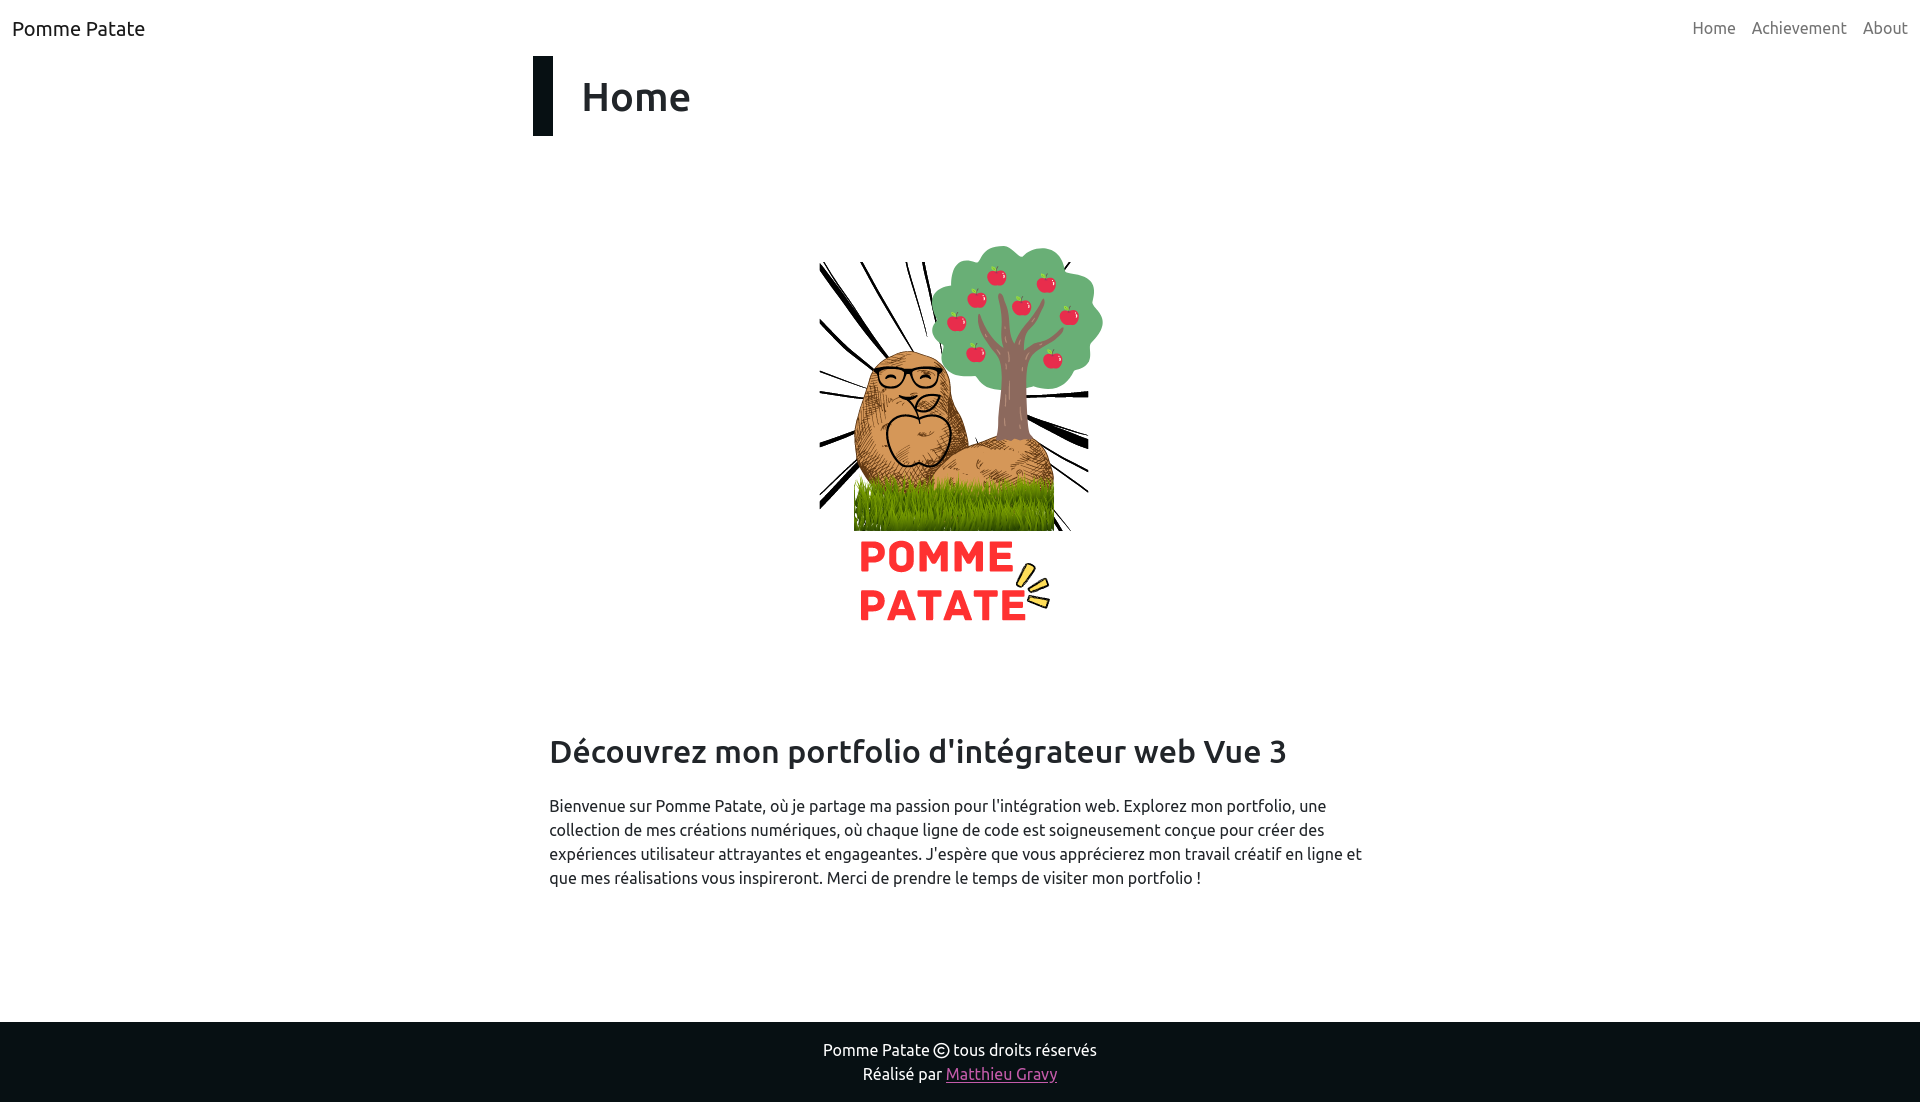 Pomme Patate
Home Achievement About
Home
POMME
PATATE
Découvrez mon portfolio d'intégrateur web Vue 3
Bienvenue sur Pomme Patate, où je partage ma passion pour l'intégration web. Explorez mon portfolio, une
collection de mes créations numériques, où chaque ligne de code est soigneusement conçue pour créer des
expériences utilisateur attrayantes et engageantes. J'espère que vous apprécierez mon travail créatif en ligne et
que mes réalisations vous inspireront. Merci de prendre le temps de visiter mon portfolio !
Pomme Patate © tous droits réservés
Réalisé par Matthieu Gravy